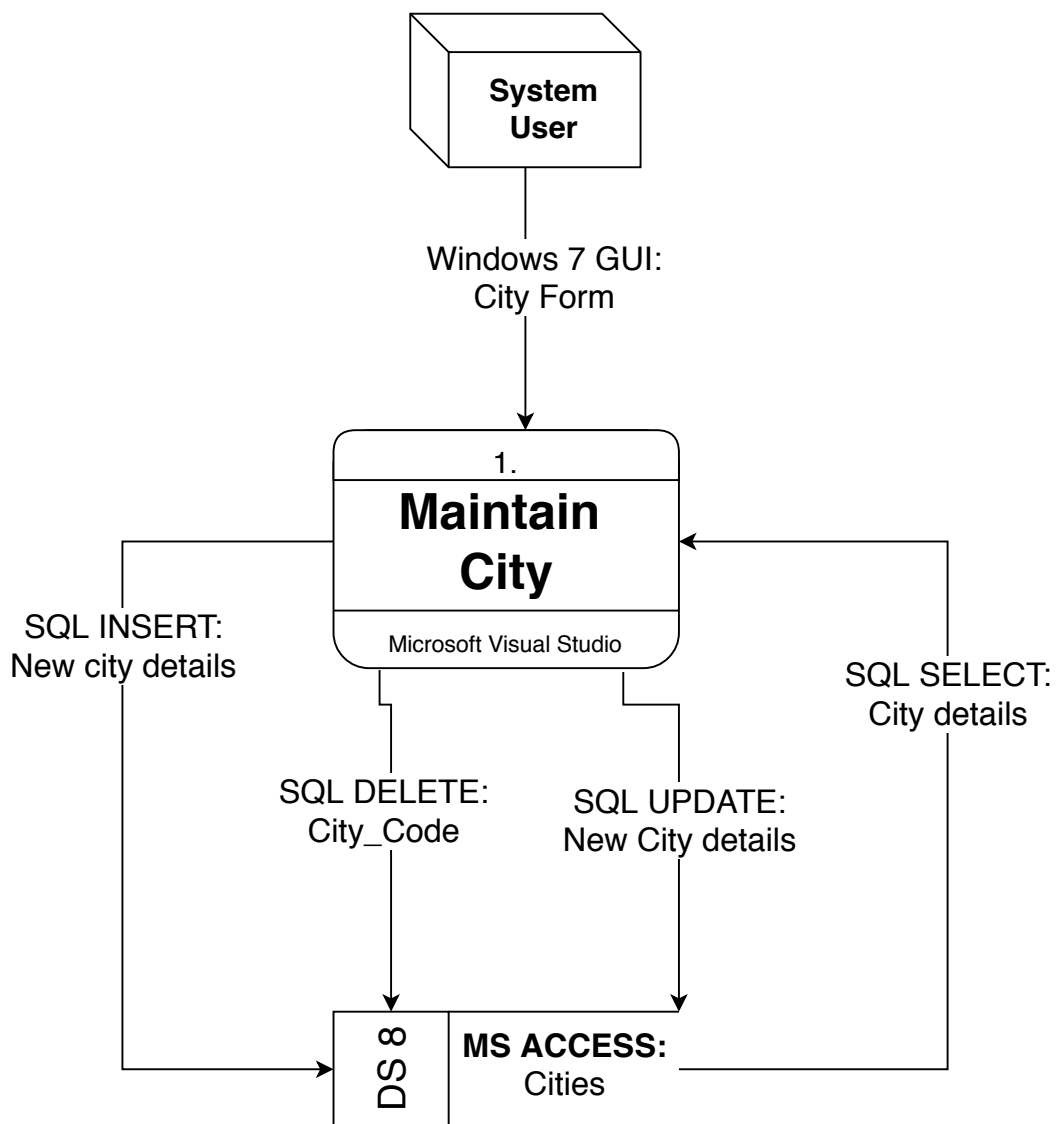 System
User
Windows 7 GUI:
City Form
1.
Maintain
City
Microsoft Visual Studio
SQL INSERT:
New city details
SQL SELECT:
City details
SQL DELETE:
City_Code
SQL UPDATE:
New City details
DS 8
MS ACCESS:
Cities